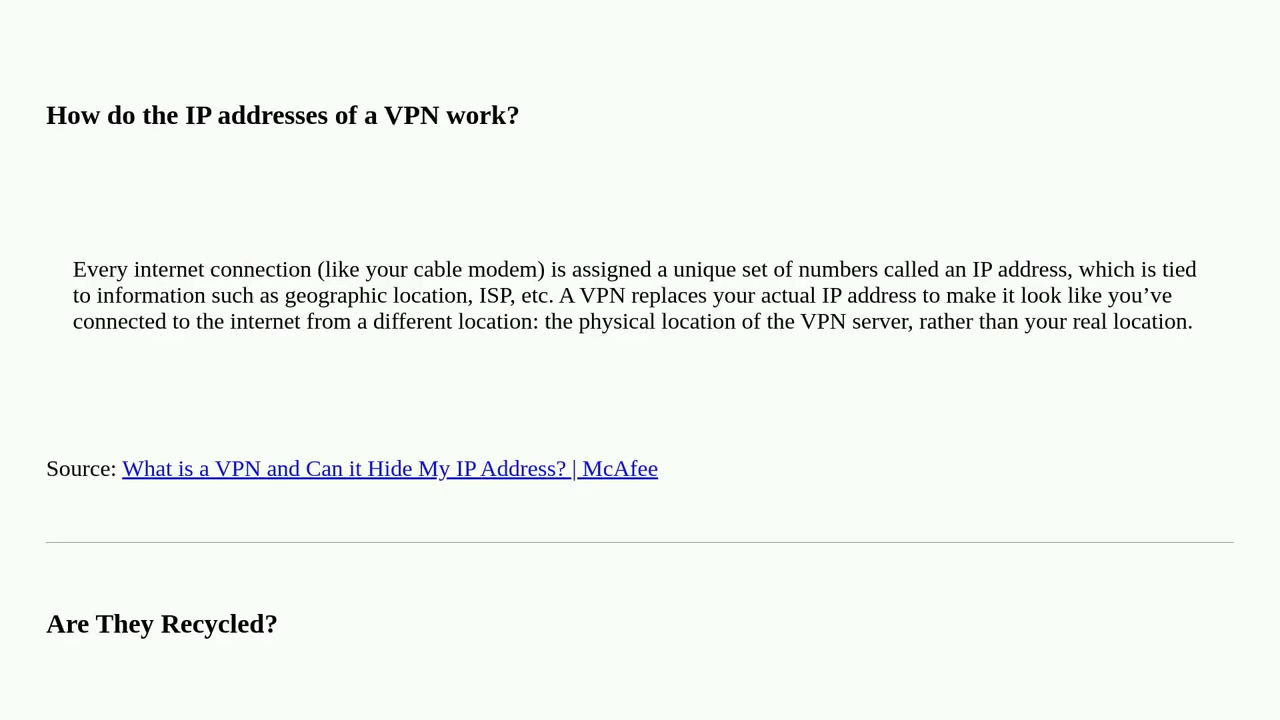 How do the IP addresses of a VPN work?
Every internet connection (like your cable modem) is assigned a unique set of numbers called an IP address, which is tied
to information such as geographic location, ISP, etc. A VPN replaces your actual IP address to make it look like you’ve
connected to the internet from a different location: the physical location of the VPN server, rather than your real location.
Source: What is a VPN and Can it Hide My IP Address? | McAfee
Are They Recycled?